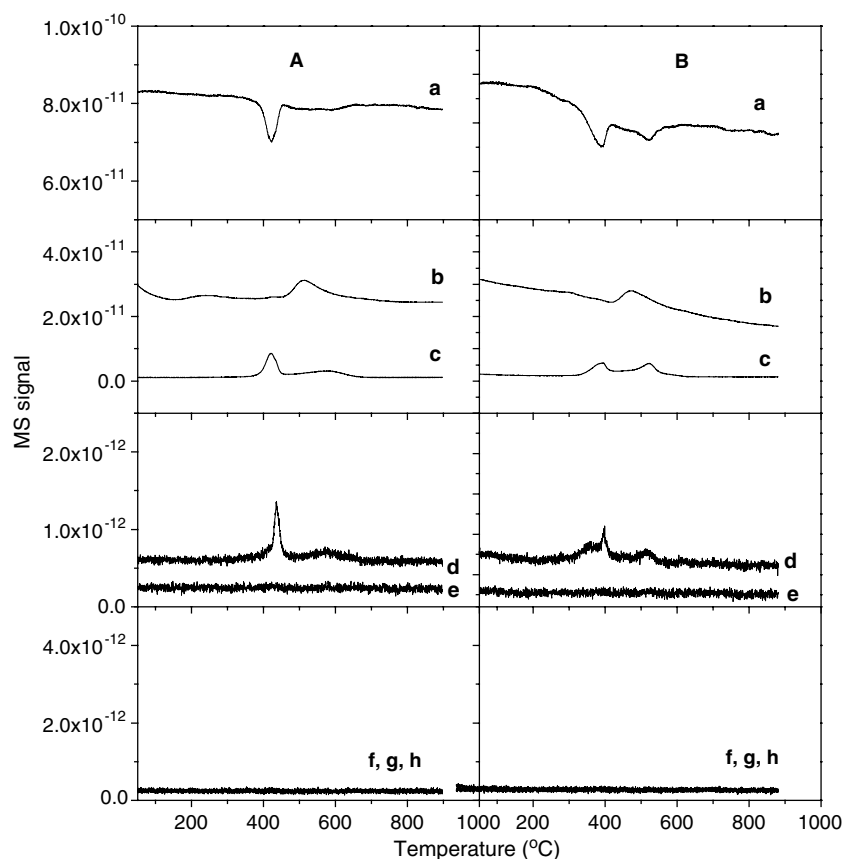 A
B
1.0x10⁻¹⁰
a
a
8.0x10⁻¹¹
6.0x10⁻¹¹
4.0x10⁻¹¹
b
b
2.0x10⁻¹¹
c
c
0.0
MS signal
2.0x10⁻¹²
1.0x10⁻¹²
d
d
e
e
0.0
4.0x10⁻¹²
2.0x10⁻¹²
f, g, h
f, g, h
0.0
200 400 600 800 1000 200 400 600 800 1000
Temperature (°C)